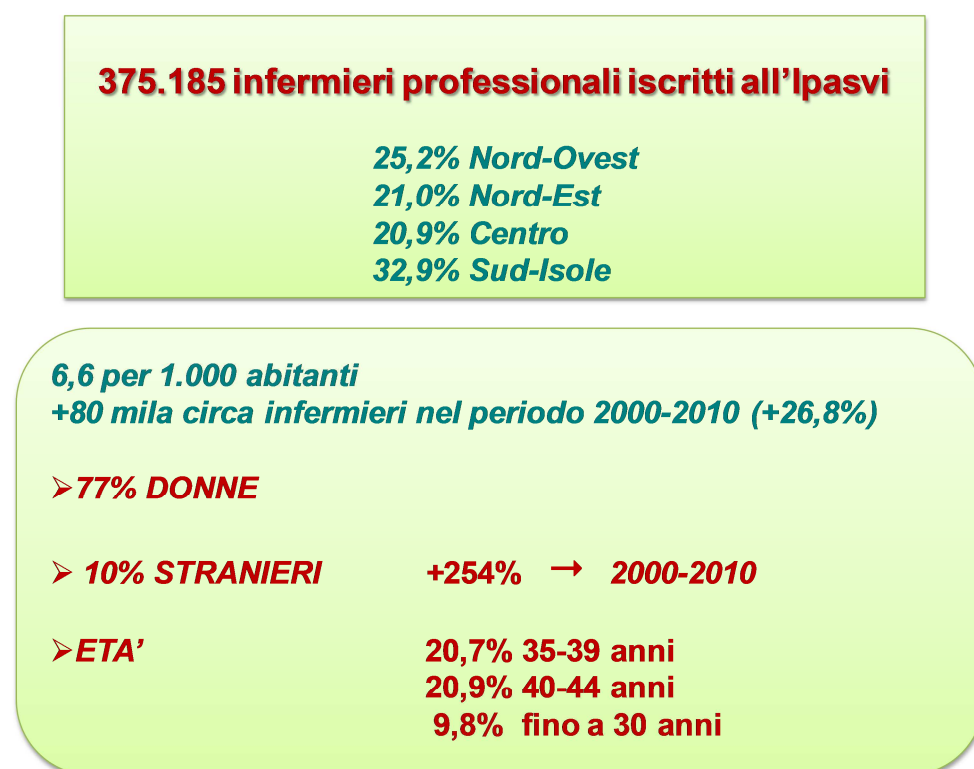 375.185 infermieri professionali iscritti all’Ipasvi
25,2% Nord-Ovest
21,0% Nord-Est
20,9% Centro
32,9% Sud-Isole
6,6 per 1.000 abitanti
+80 mila circa infermieri nel periodo 2000-2010 (+26,8%)
➢77% DONNE
➢ 10% STRANIERI +254% → 2000-2010
➢ETA’ 20,7% 35-39 anni
20,9% 40-44 anni
9,8% fino a 30 anni